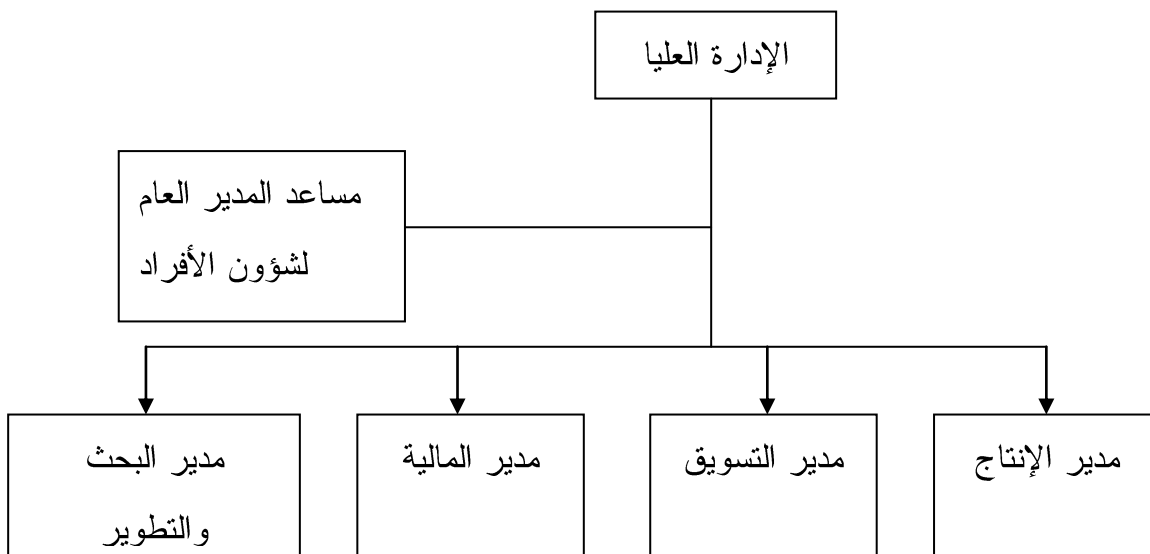 الإدارة العليا
مساعد المدير العام
لشؤون الأفراد
مدير الإنتاج
مدير التسويق
مدير المالية
مدير البحث
والتطوير